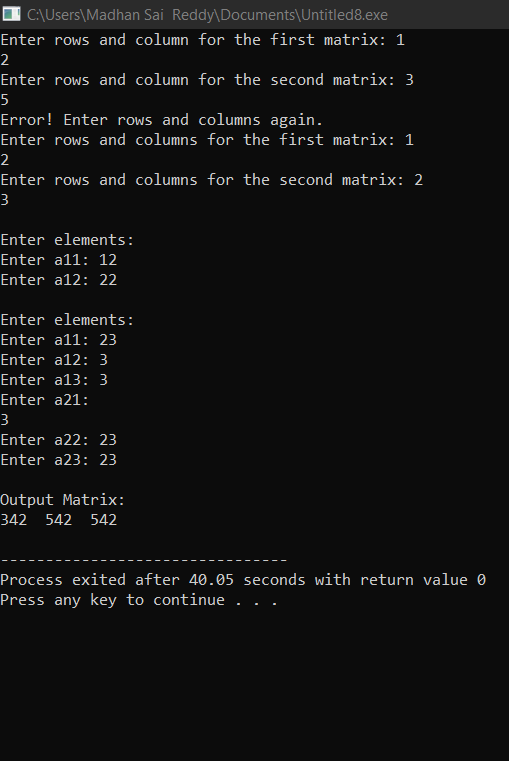 C:\Users\Madhan Sai  Reddy\Documents\Untitled8.exe
Enter rows and column for the first matrix: 1
2
Enter rows and column for the second matrix: 3
5
Error! Enter rows and columns again.
Enter rows and columns for the first matrix: 1
2
Enter rows and columns for the second matrix: 2
3
Enter elements:
Enter a11: 12
Enter a12: 22
Enter elements:
Enter a11: 23
Enter a12: 3
Enter a13: 3
Enter a21:
3
Enter a22: 23
Enter a23: 23
Output Matrix:
342  542  542
--------------------------------
Process exited after 40.05 seconds with return value 0
Press any key to continue . . .